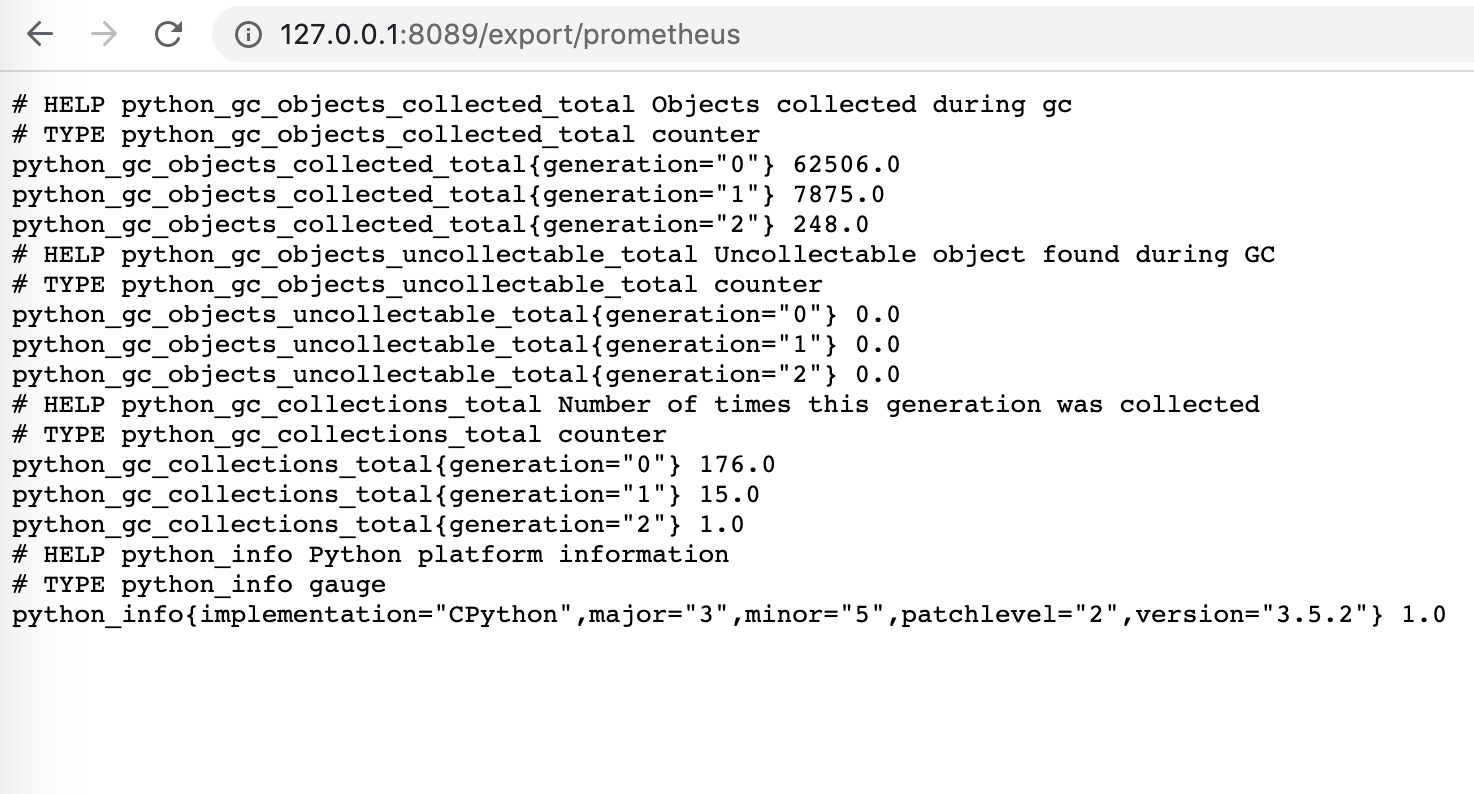 127.0.0.1:8089/export/prometheus
# HELP python_gc_objects_collected_total Objects collected during gc
# TYPE python_gc_objects_collected_total counter
python_gc_objects_collected_total{generation="0"} 62506.0
python_gc_objects_collected_total{generation="1"} 7875.0
python_gc_objects_collected_total{generation="2"} 248.0
# HELP python_gc_objects_uncollectable_total Uncollectable object found during GC
# TYPE python_gc_objects_uncollectable_total counter
python_gc_objects_uncollectable_total{generation="0"} 0.0
python_gc_objects_uncollectable_total{generation="1"} 0.0
python_gc_objects_uncollectable_total{generation="2"} 0.0
# HELP python_gc_collections_total Number of times this generation was collected
# TYPE python_gc_collections_total counter
python_gc_collections_total{generation="0"} 176.0
python_gc_collections_total{generation="1"} 15.0
python_gc_collections_total{generation="2"} 1.0
# HELP python_info Python platform information
# TYPE python_info gauge
python_info{implementation="CPython",major="3",minor="5",patchlevel="2",version="3.5.2"} 1.0